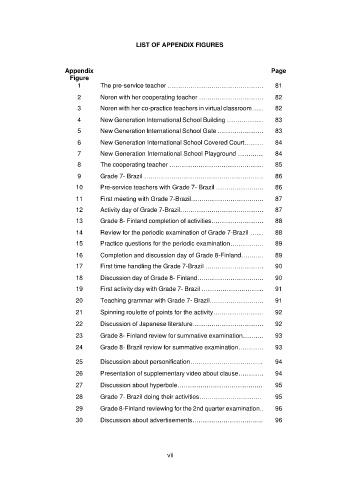 LIST OF APPENDIX FIGURES
Appendix Figure Page
1 The pre-service teacher ………………………………………… 81
2 Noren with her cooperating teacher ………………………… 82
3 Noren with her co-practice teachers in virtual classroom ….. 82
4 New Generation International School Building ……………… 83
5 New Generation International School Gate ………………… 83
6 New Generation International School Covered Court……… 84
7 New Generation International School Playground ………… 84
8 The cooperating teacher ……………………………………… 85
9 Grade 7- Brazil ………………………………………………… 86
10 Pre-service teachers with Grade 7- Brazil ………………… 86
11 First meeting with Grade 7-Brazil…………………………… 87
12 Activity day of Grade 7-Brazil………………………………… 87
13 Grade 8- Finland completion of activities…………………… 88
14 Review for the periodic examination of Grade 7-Brazil …… 88
15 Practice questions for the periodic examination…………… 89
16 Completion and discussion day of Grade 8-Finland……… 89
17 First time handling the Grade 7-Brazil ……………………… 90
18 Discussion day of Grade 8- Finland………………………… 90
19 First activity day with Grade 7- Brazil ……………………… 91
20 Teaching grammar with Grade 7- Brazil…………………… 91
21 Spinning roulette of points for the activity………………… 92
22 Discussion of Japanese literature …………………………… 92
23 Grade 8- Finland review for summative examination……… 93
24 Grade 8- Brazil review for summative examination………… 93
25 Discussion about personification…………………………… 94
26 Presentation of supplementary video about clause………… 94
27 Discussion about hyperbole………………………………… 95
28 Grade 7- Brazil doing their activities………………………… 95
29 Grade 8-Finland reviewing for the 2nd quarter examination.. 96
30 Discussion about advertisements…………………………… 96
vii